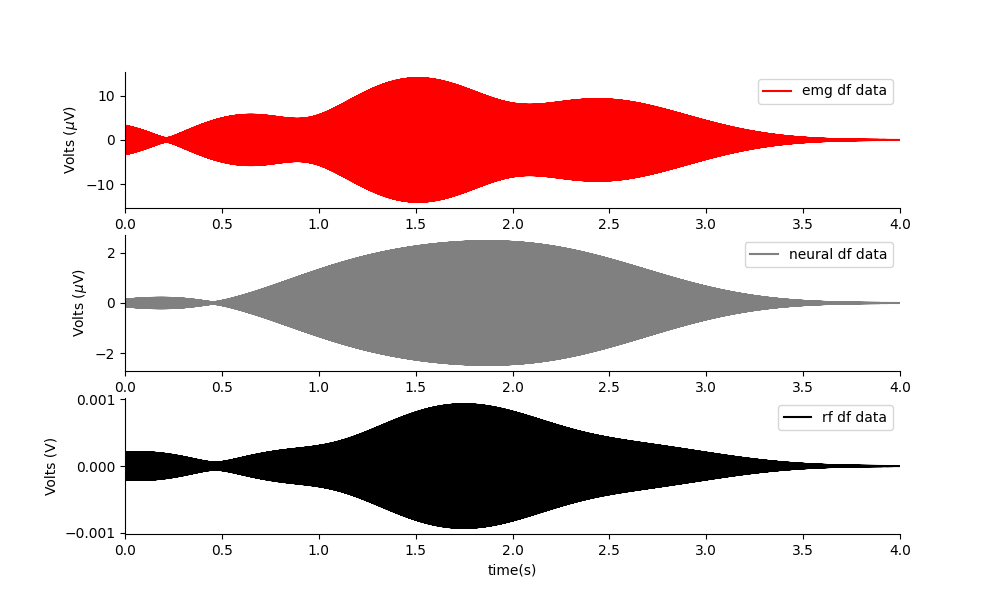 emg df data
Volts (μV)
10
0
−10
0.0 0.5 1.0 1.5 2.0 2.5 3.0 3.5 4.0
neural df data
Volts (μV)
2
0
−2
0.0 0.5 1.0 1.5 2.0 2.5 3.0 3.5 4.0
rf df data
Volts (V)
0.001
0.000
−0.001
0.0 0.5 1.0 1.5 2.0 2.5 3.0 3.5 4.0
time(s)